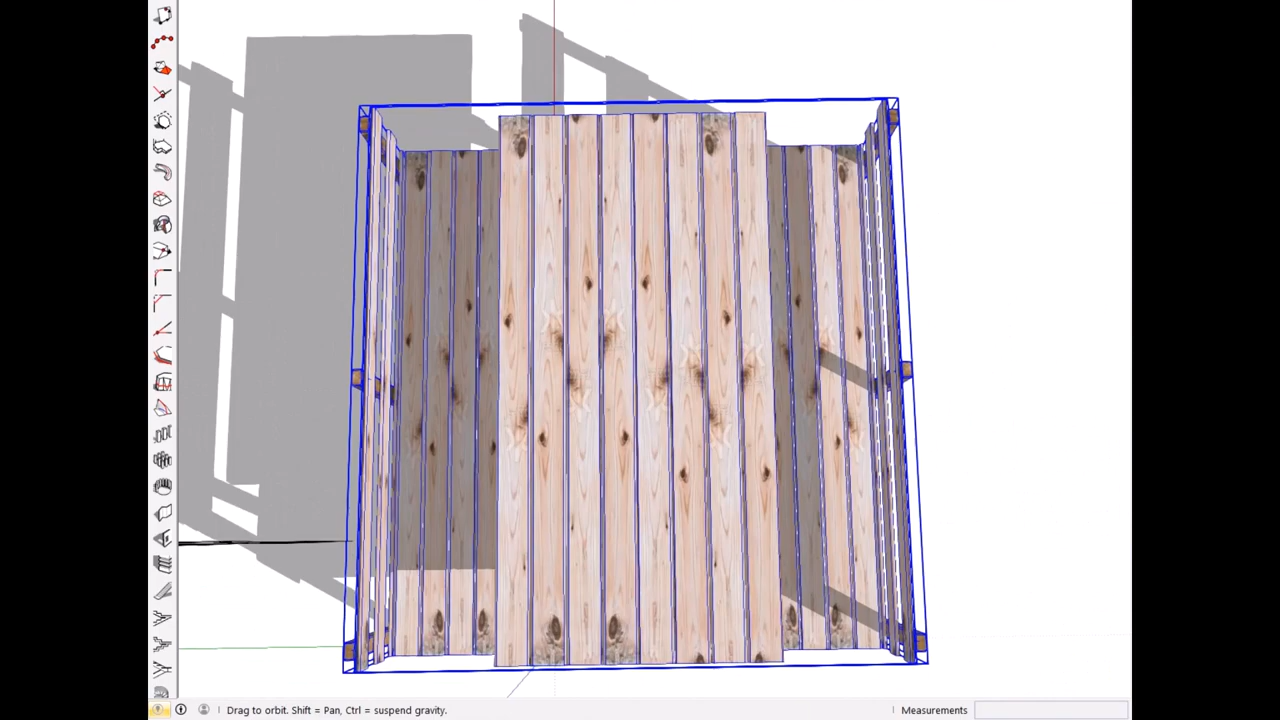 Drag to orbit. Shift = Pan, Ctrl = suspend gravity.
Measurements